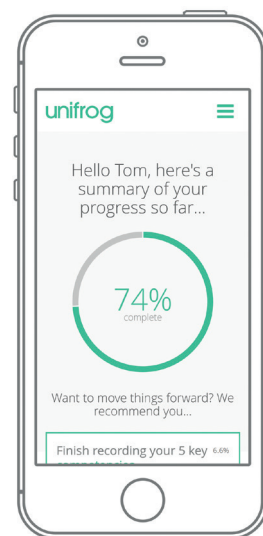 unifrog
Hello Tom, here's a
summary of your
progress so far...
74%
complete
Want to move things forward? We
recommend you...
Finish recording your 5 key 6.6%
competencies